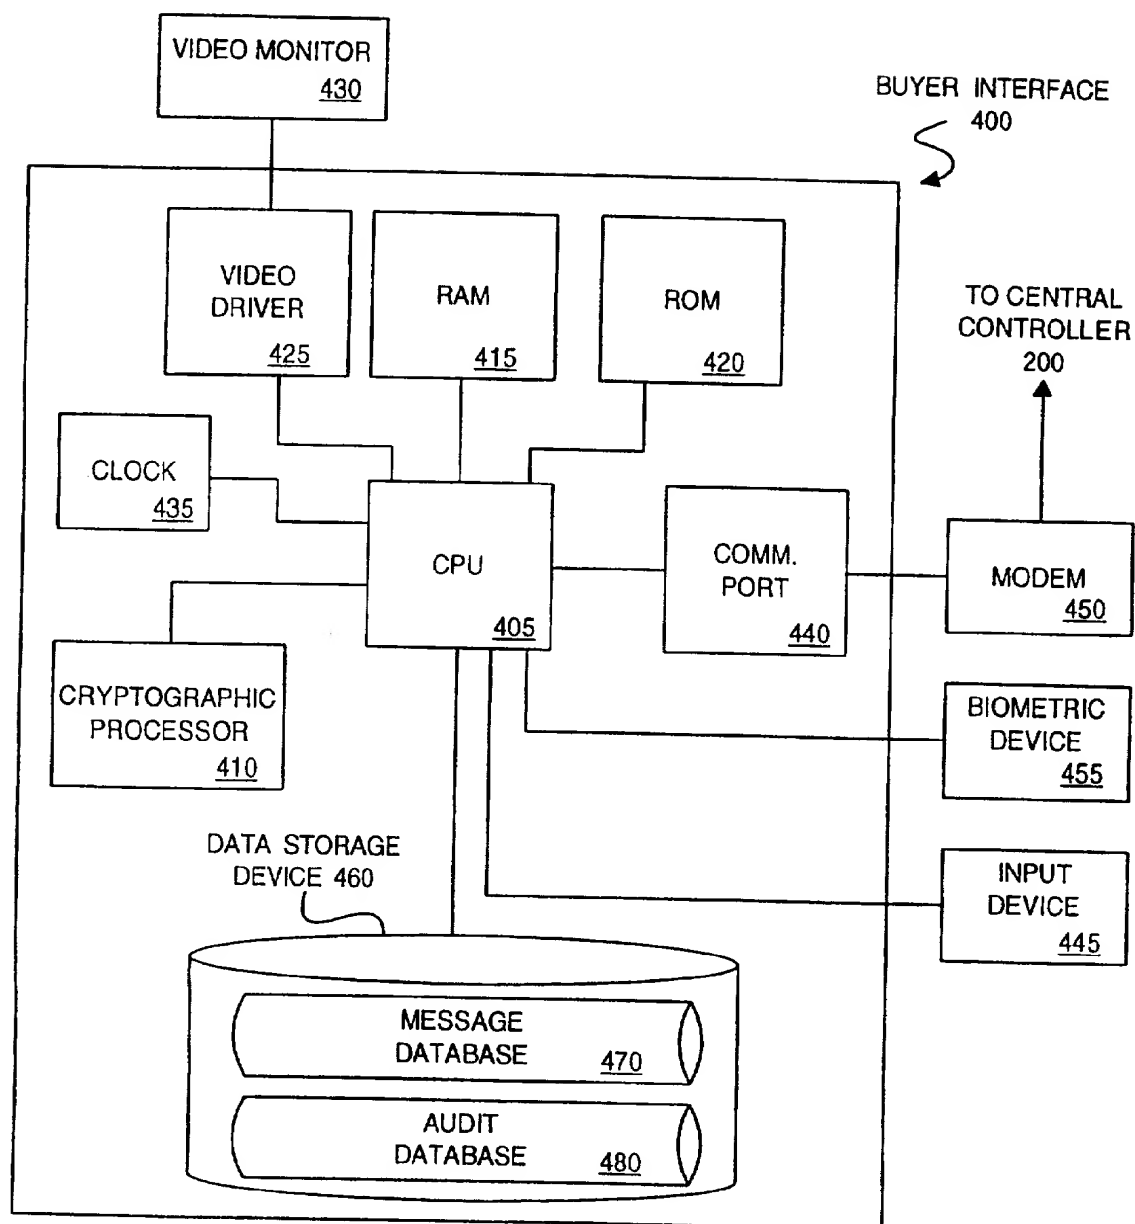 VIDEO MONITOR
430
BUYER INTERFACE
400
VIDEO
DRIVER
425
RAM
415
ROM
420
TO CENTRAL
CONTROLLER
200
CLOCK
435
CPU
405
COMM.
PORT
440
MODEM
450
CRYPTOGRAPHIC
PROCESSOR
410
BIOMETRIC
DEVICE
455
DATA STORAGE
DEVICE 460
INPUT
DEVICE
445
MESSAGE
DATABASE
470
AUDIT
DATABASE
480